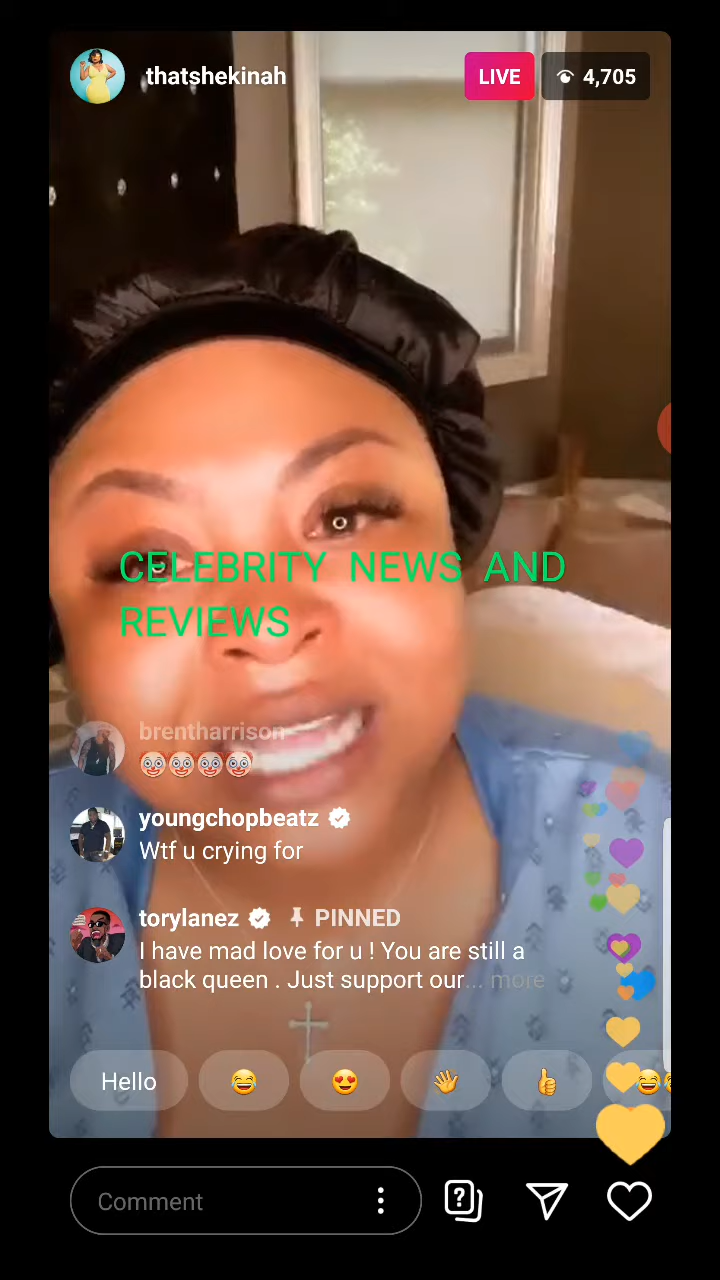 thatshekinah
LIVE
4,705
CELEBRITY NEWS AND
REVIEWS
brentharrison
🤡🤡🤡🤡
youngchopbeatz
Wtf u crying for
torylanez PINNED
I have mad love for u ! You are still a
black queen . Just support our... more
Hello
Comment